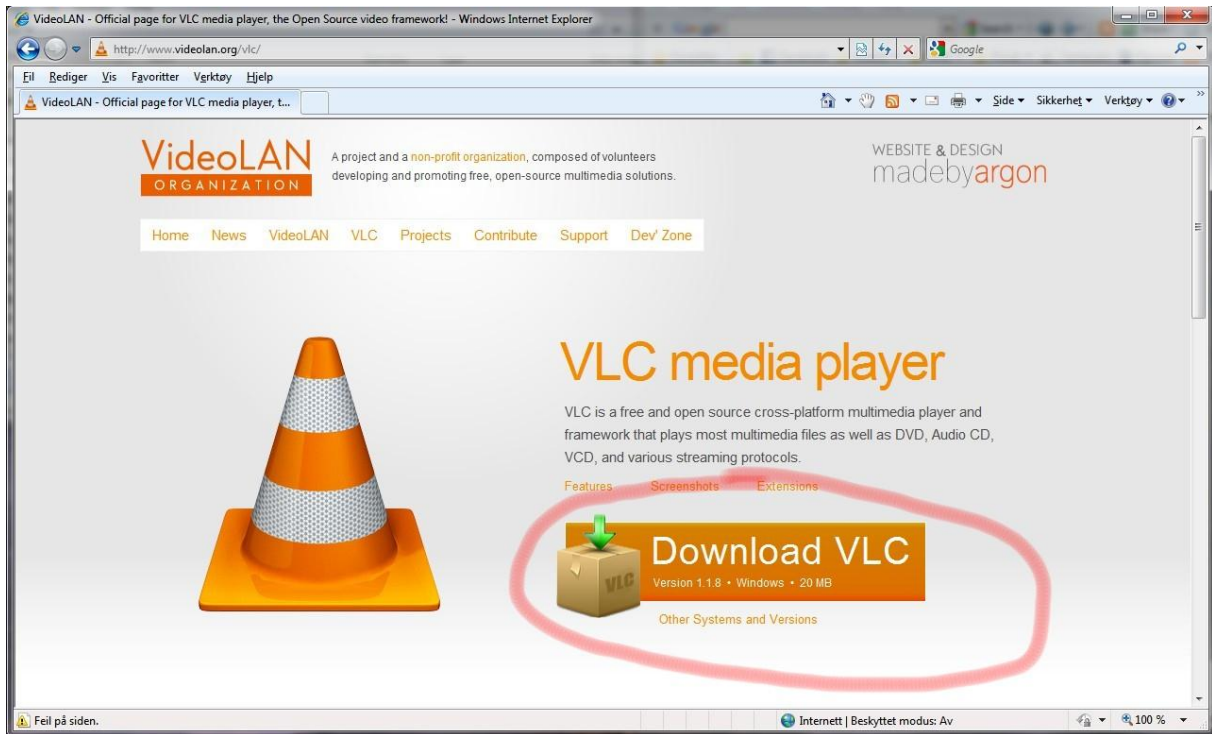 VideoLAN - Official page for VLC media player, the Open Source video framework! - Windows Internet Explorer
http://www.videolan.org/vlc/
Google
Fil Rediger Vis Favoritter Verktøy Hjelp
VideoLAN - Official page for VLC media player, t...
Side Sikkerhet Verktøy
VideoLAN
ORGANIZATION
A project and a non-profit organization, composed of volunteers
developing and promoting free, open-source multimedia solutions.
WEBSITE & DESIGN
madebyargon
Home News VideoLAN VLC Projects Contribute Support Dev' Zone
VLC media player
VLC is a free and open source cross-platform multimedia player and
framework that plays most multimedia files as well as DVD, Audio CD,
VCD, and various streaming protocols.
Features Screenshots Extensions
VLC
Download VLC
Version 1.1.8 • Windows • 20 MB
Other Systems and Versions
Feil på siden.
Internett | Beskyttet modus: Av
100 %